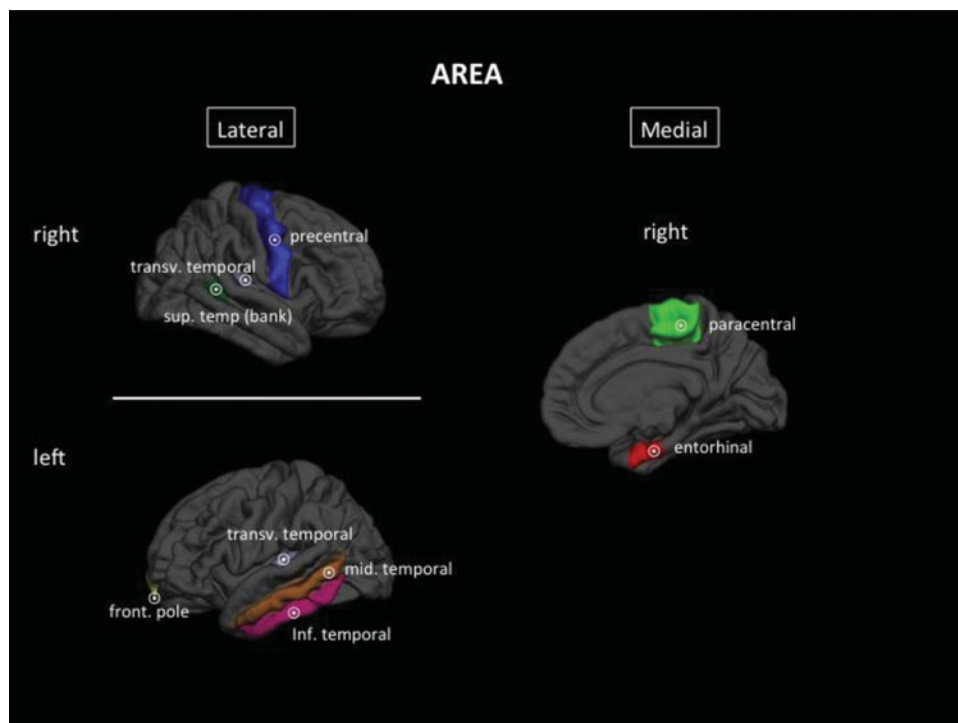 AREA
Lateral
Medial
right
precentral
transv. temporal
sup. temp (bank)
right
paracentral
entorhinal
left
transv. temporal
mid. temporal
front. pole
Inf. temporal